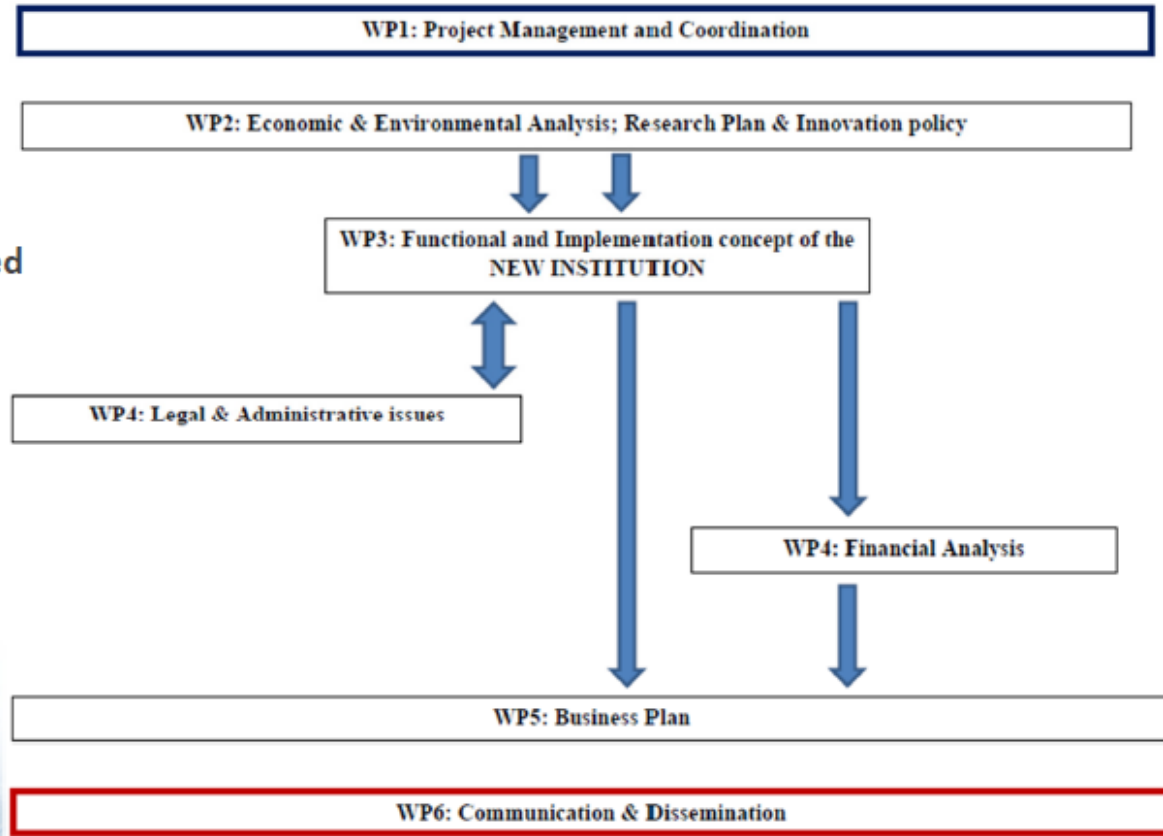 WP1: Project Management and Coordination
WP2: Economic & Environmental Analysis; Research Plan & Innovation policy
ed
WP3: Functional and Implementation concept of the
NEW INSTITUTION
WP4: Legal & Administrative issues
WP4: Financial Analysis
WP5: Business Plan
WP6: Communication & Dissemination